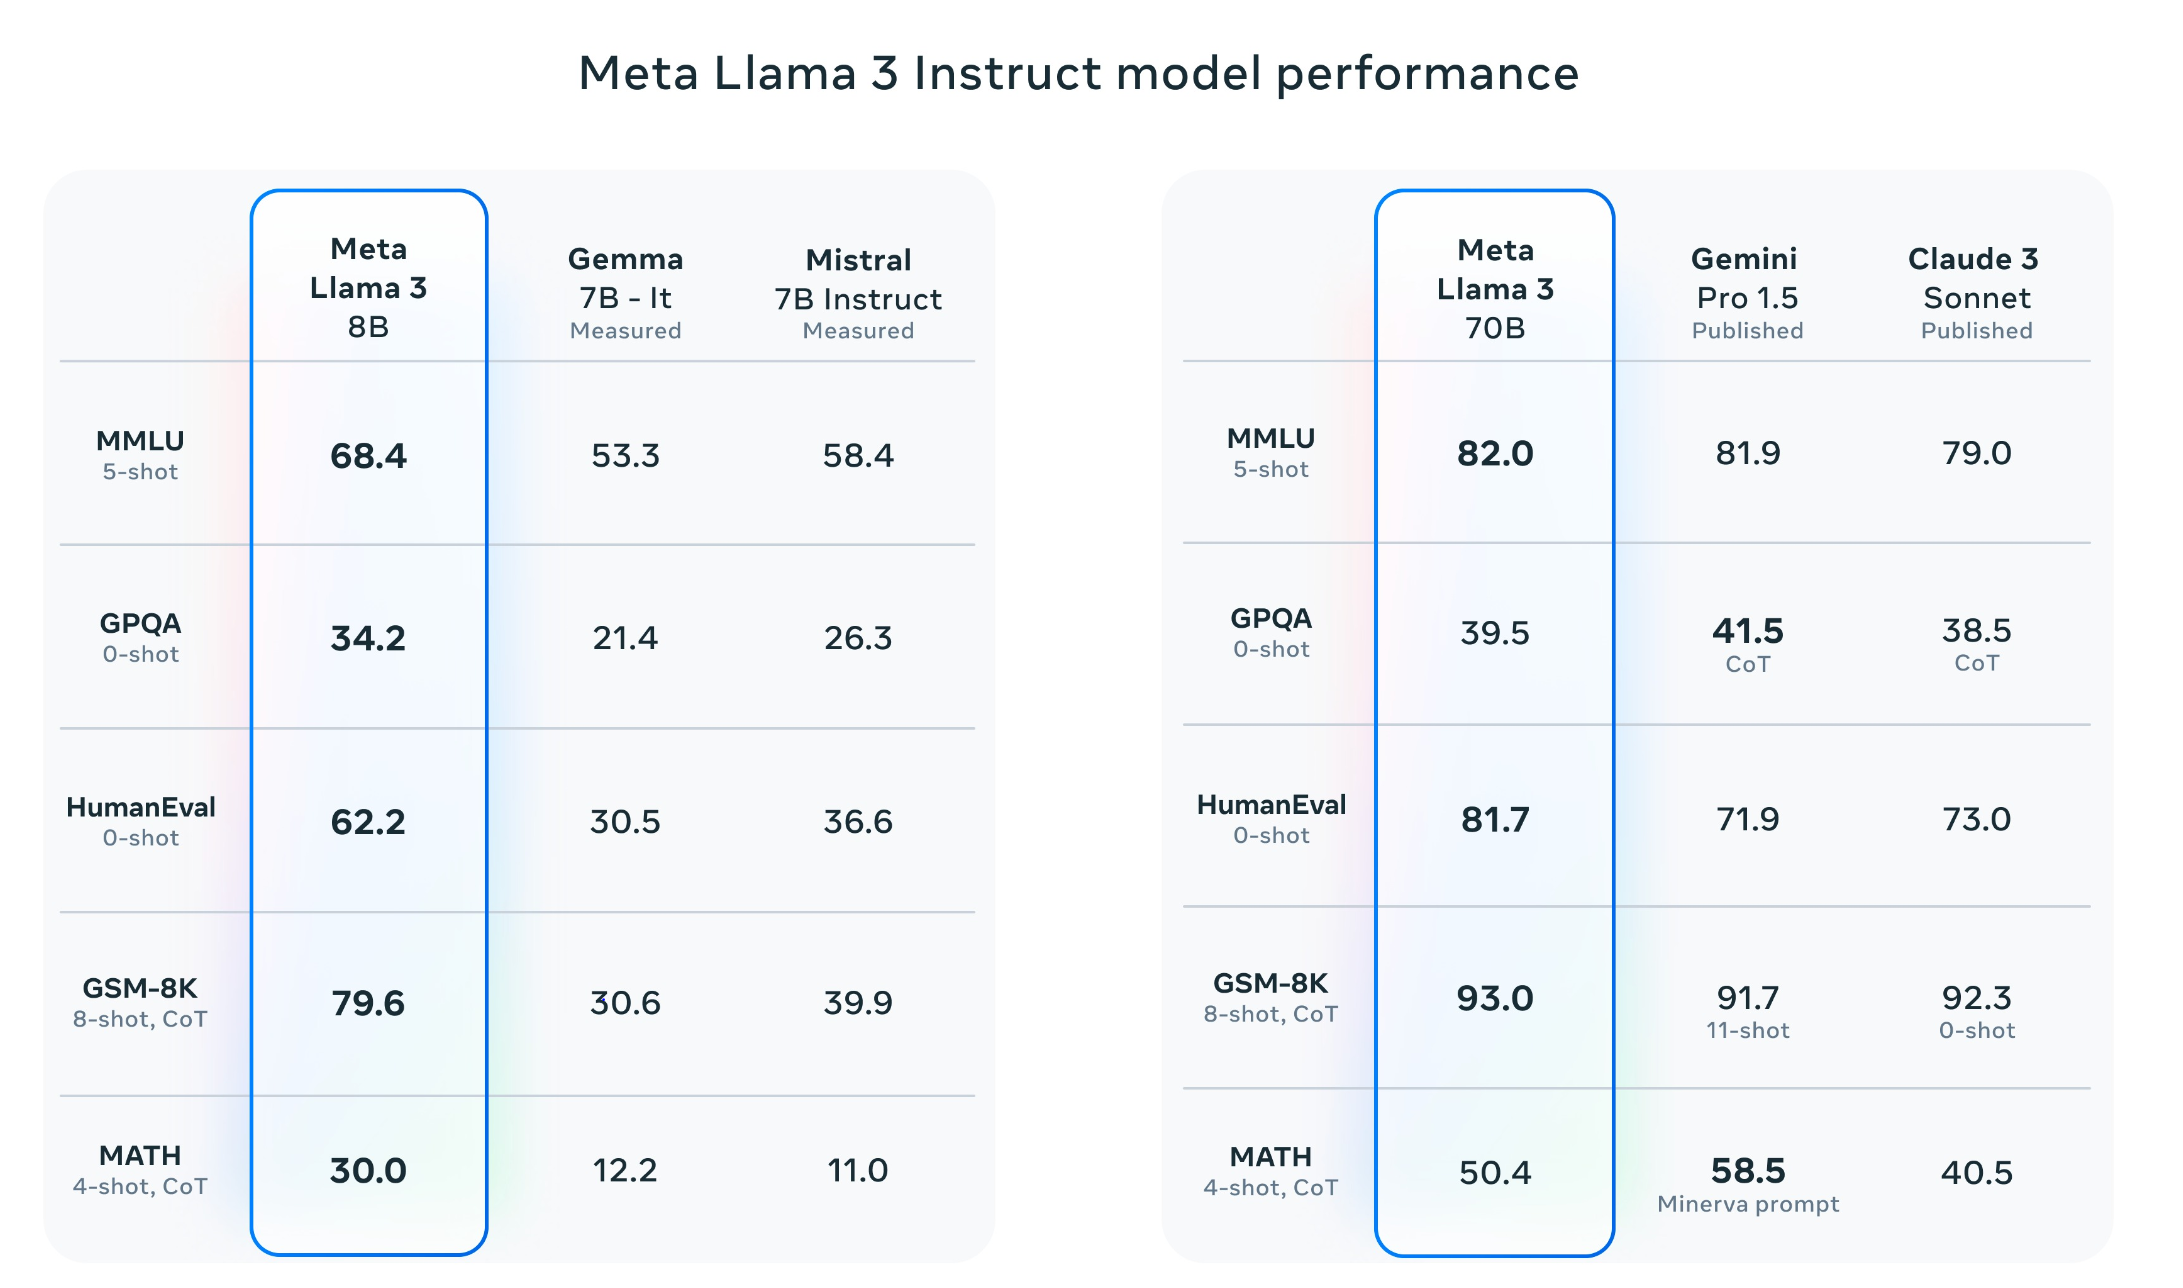 Meta Llama 3 Instruct model performance
Meta
Llama 3
8B
Gemma
7B - It
Measured
Mistral
7B Instruct
Measured
MMLU
5-shot
68.4
53.3
58.4
GPQA
0-shot
34.2
21.4
26.3
HumanEval
0-shot
62.2
30.5
36.6
GSM-8K
8-shot, CoT
79.6
30.6
39.9
MATH
4-shot, CoT
30.0
12.2
11.0
Meta
Llama 3
70B
Gemini
Pro 1.5
Published
Claude 3
Sonnet
Published
MMLU
5-shot
82.0
81.9
79.0
GPQA
0-shot
39.5
41.5
CoT
38.5
CoT
HumanEval
0-shot
81.7
71.9
73.0
GSM-8K
8-shot, CoT
93.0
91.7
11-shot
92.3
0-shot
MATH
4-shot, CoT
50.4
58.5
Minerva prompt
40.5